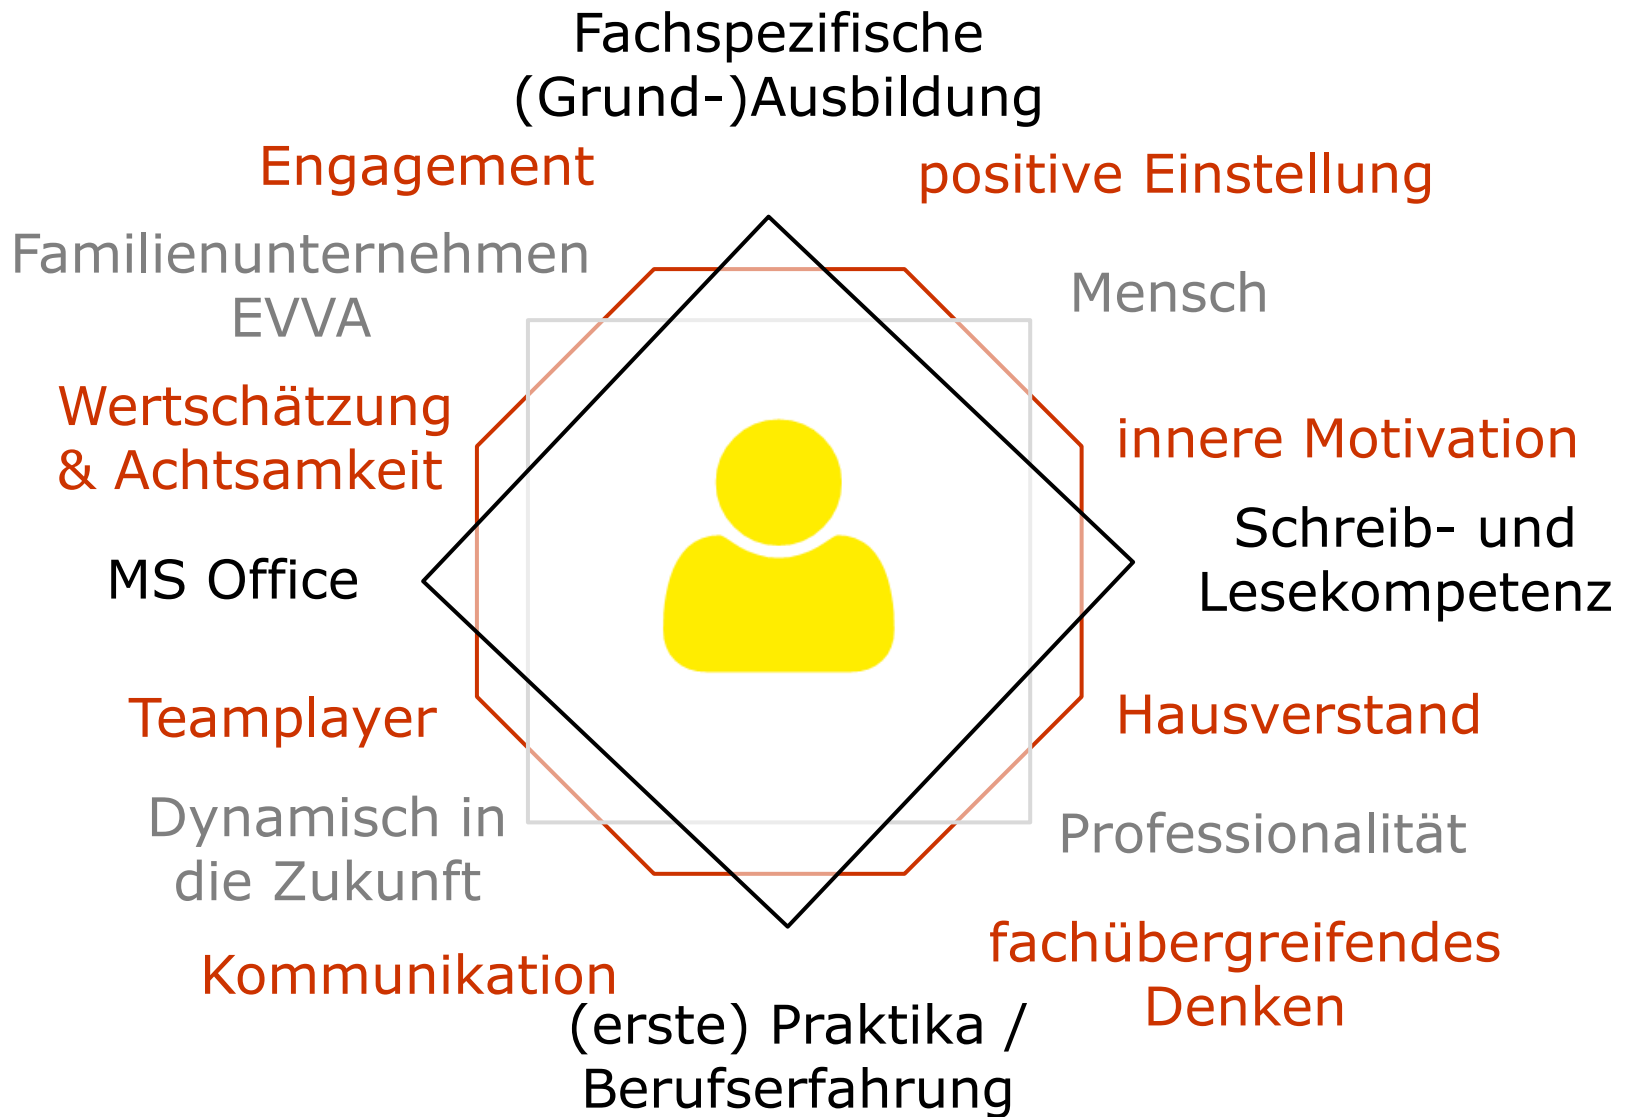 Fachspezifische
(Grund-)Ausbildung
Engagement
positive Einstellung
Familienunternehmen
EVVA
Mensch
Wertschätzung
& Achtsamkeit
innere Motivation
Schreib- und
Lesekompetenz
MS Office
Teamplayer
Hausverstand
Dynamisch in
die Zukunft
Professionalität
Kommunikation
fachübergreifendes
Denken
(erste) Praktika /
Berufserfahrung